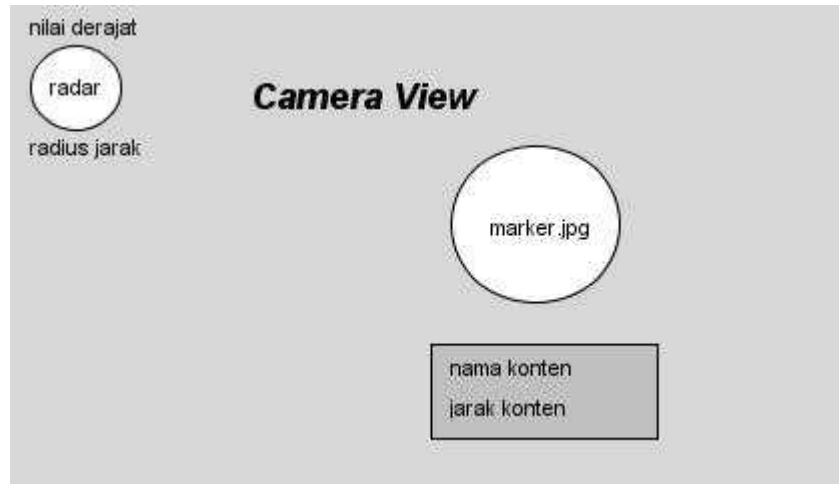 nilai derajat
radar
radius jarak
Camera View
marker.jpg
nama konten
jarak konten